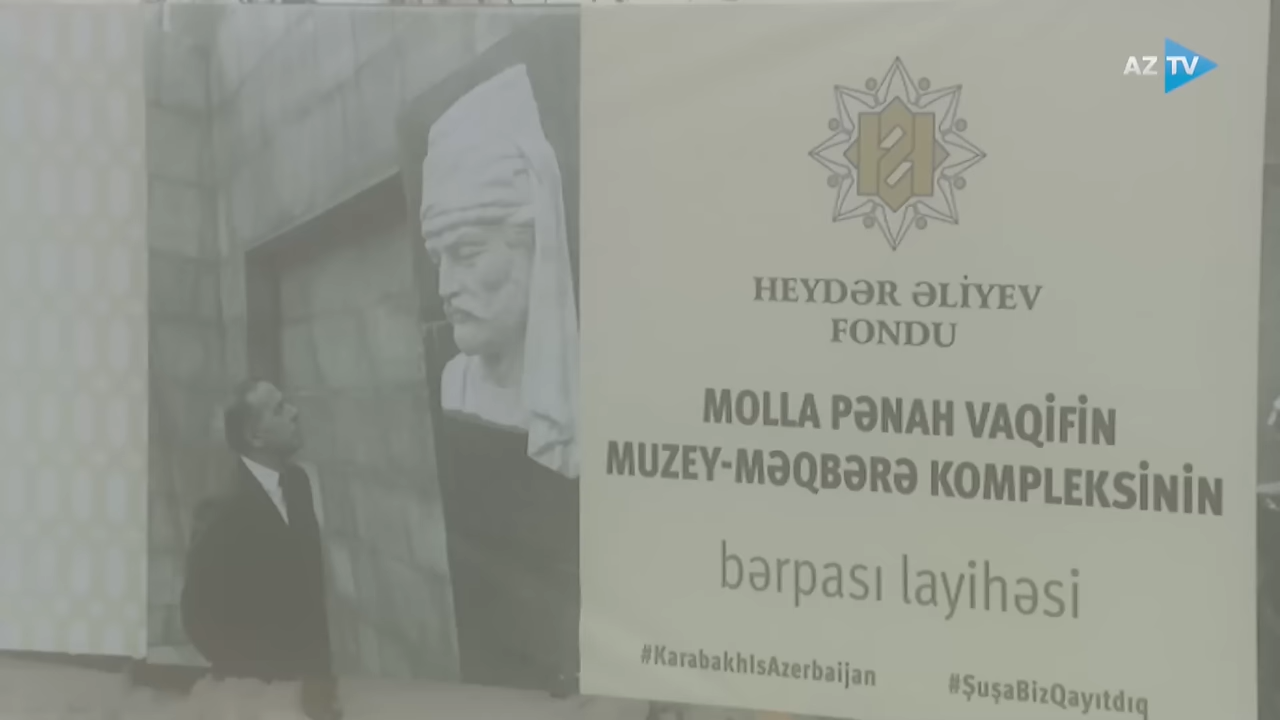 AZ TV
HEYDƏR ƏLİYEV
FONDU
MOLLA PƏNAH VAQİFİN
MUZEY-MƏQBƏRƏ KOMPLEKSİNİN
bərpası layihəsi
#KarabakhIsAzerbaijan #ŞuşaBizQayıtdıq